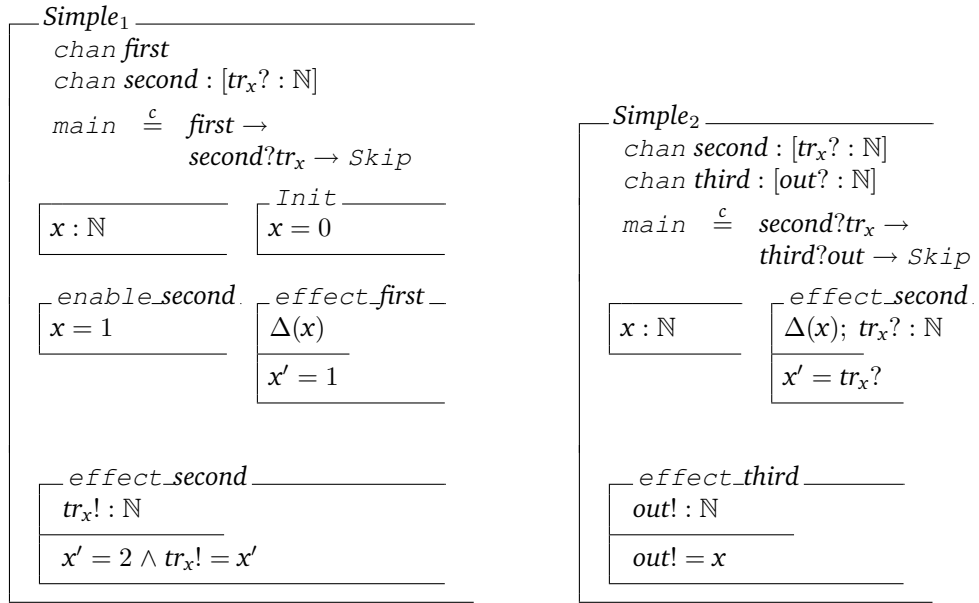 Simple₁
chan first
chan second : [trₓ? : ℕ]
main ≙ᶜ first →
second?trₓ → Skip
x : ℕ
Init
x = 0
enable_second
x = 1
effect_first
Δ(x)
x′ = 1
effect_second
trₓ! : ℕ
x′ = 2 ∧ trₓ! = x′
Simple₂
chan second : [trₓ? : ℕ]
chan third : [out? : ℕ]
main =ᶜ second?trₓ →
third?out → Skip
x : ℕ
effect_second
Δ(x); trₓ? : ℕ
x′ = trₓ?
effect_third
out! : ℕ
out! = x